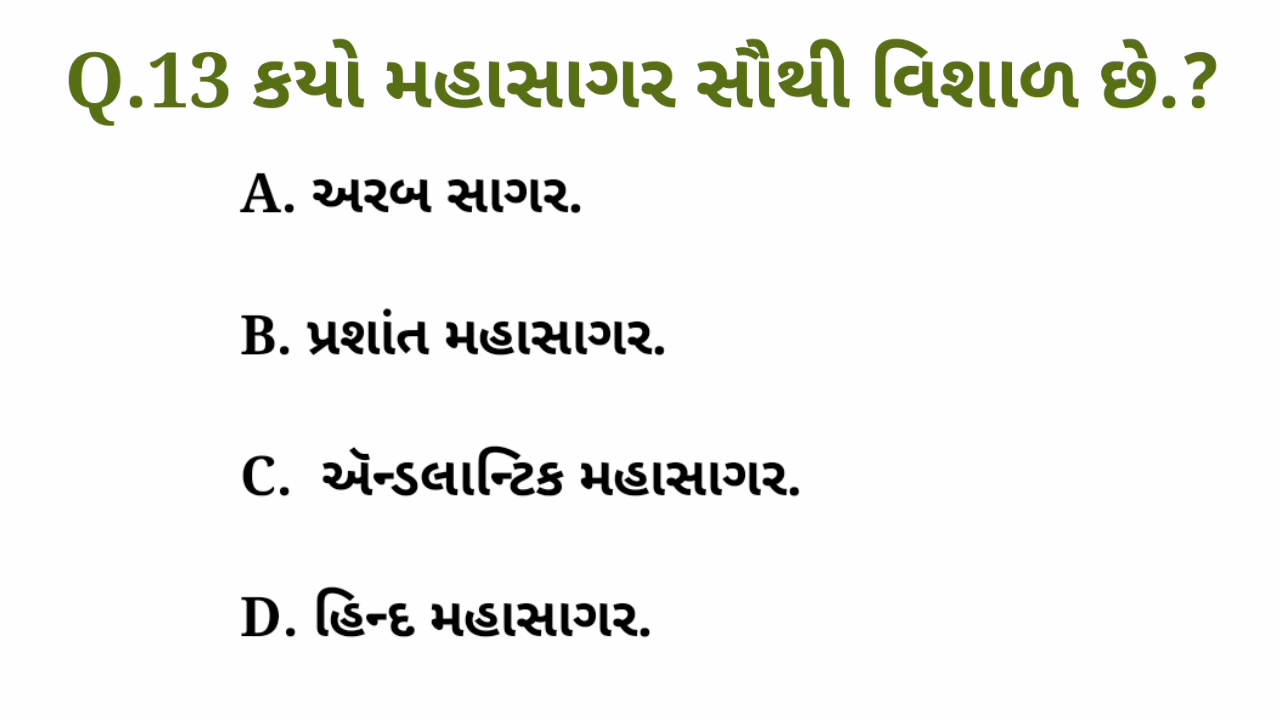 Q.13 કયો મહાસાગર સૌથી વિશાળ છે.?
A. અરબ સાગર.
B. પ્રશાંત મહાસાગર.
C. ઍન્ડલાન્ટિક મહાસાગર.
D. હિન્દ મહાસાગર.